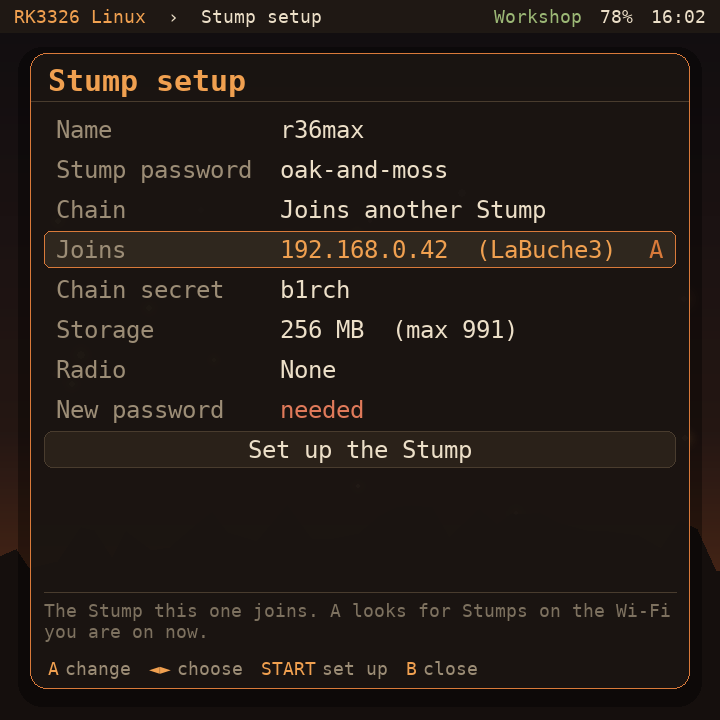 RK3326 Linux › Stump setup Workshop 78% 16:02
Stump setup
Name r36max
Stump password oak-and-moss
Chain Joins another Stump
Joins 192.168.0.42 (LaBuche3) A
Chain secret b1rch
Storage 256 MB (max 991)
Radio None
New password needed
Set up the Stump
The Stump this one joins. A looks for Stumps on the Wi-Fi
you are on now.
A change ◄► choose START set up B close